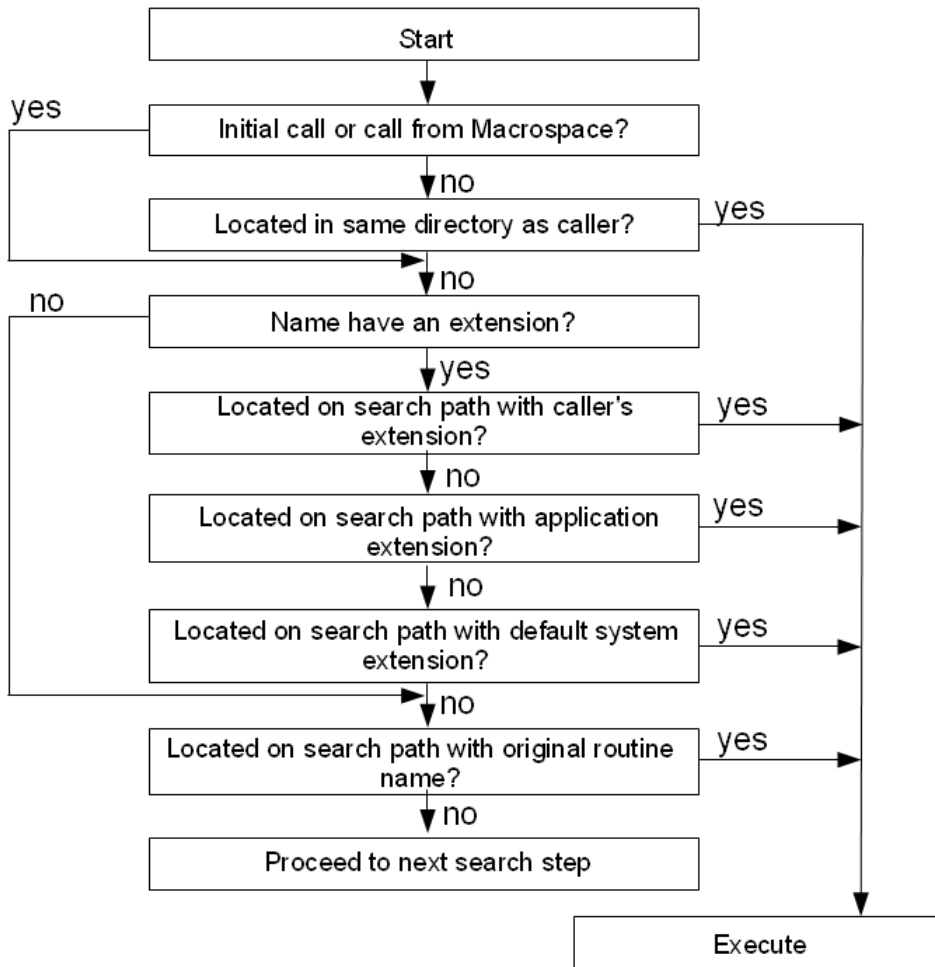 Start
yes
Initial call or call from Macrospace?
no
Located in same directory as caller?
yes
no
no
Name have an extension?
yes
Located on search path with caller's
extension?
yes
no
Located on search path with application
extension?
yes
no
Located on search path with default system
extension?
yes
no
Located on search path with original routine
name?
yes
no
Proceed to next search step
Execute